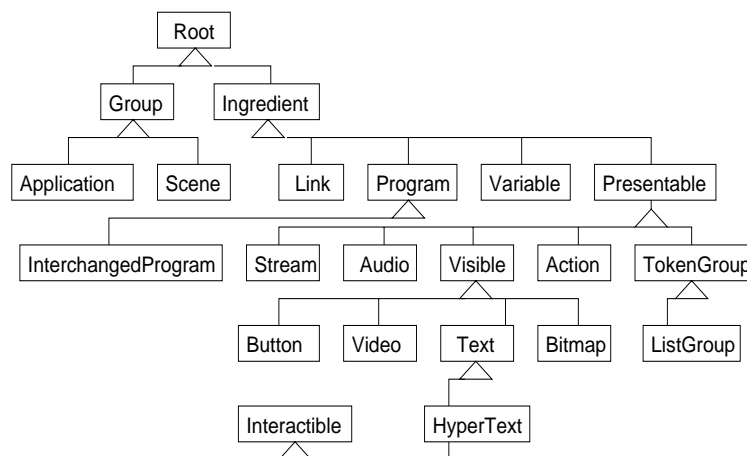 Root
Group Ingredient
Application Scene Link Program Variable Presentable
InterchangedProgram Stream Audio Visible Action TokenGroup
Button Video Text Bitmap ListGroup
Interactible HyperText